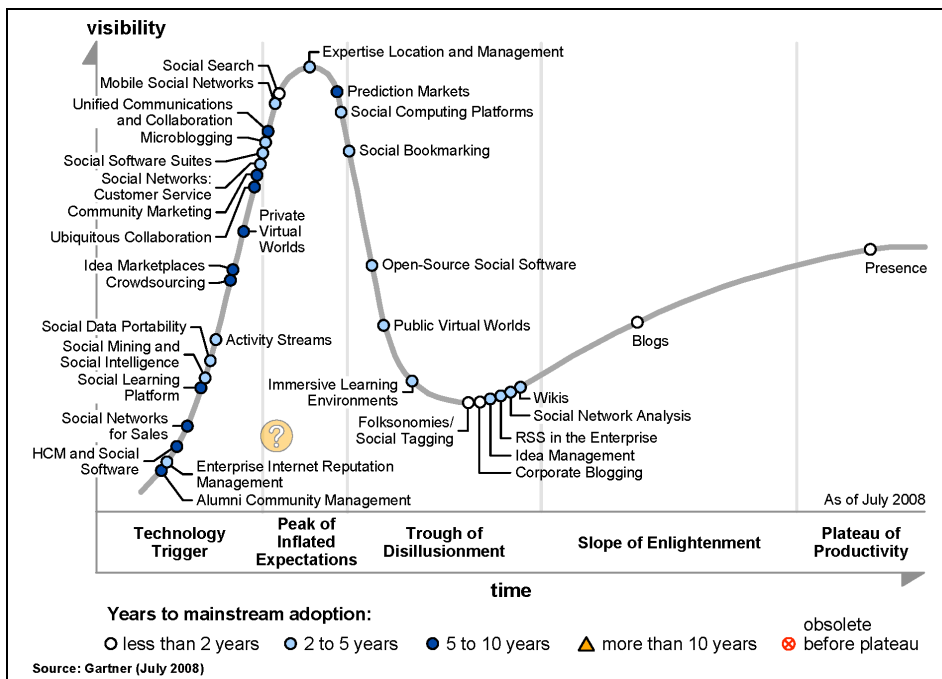 visibility
Expertise Location and Management
Social Search
Mobile Social Networks
Prediction Markets
Unified Communications
and Collaboration
Social Computing Platforms
Microblogging
Social Bookmarking
Social Software Suites
Social Networks:
Customer Service
Community Marketing
Private
Virtual
Worlds
Ubiquitous Collaboration
Idea Marketplaces
Crowdsourcing
Open-Source Social Software
Presence
Social Data Portability
Activity Streams
Public Virtual Worlds
Social Mining and
Social Intelligence
Blogs
Social Learning
Platform
Immersive Learning
Environments
Wikis
Social Networks
for Sales
Folksonomies/
Social Tagging
Social Network Analysis
?
RSS in the Enterprise
HCM and Social
Software
Idea Management
Enterprise Internet Reputation
Management
Corporate Blogging
Alumni Community Management
As of July 2008
Technology
Trigger
Peak of
Inflated
Expectations
Trough of
Disillusionment
Slope of Enlightenment
Plateau of
Productivity
time
Years to mainstream adoption:
less than 2 years
2 to 5 years
5 to 10 years
more than 10 years
obsolete
before plateau
Source: Gartner (July 2008)